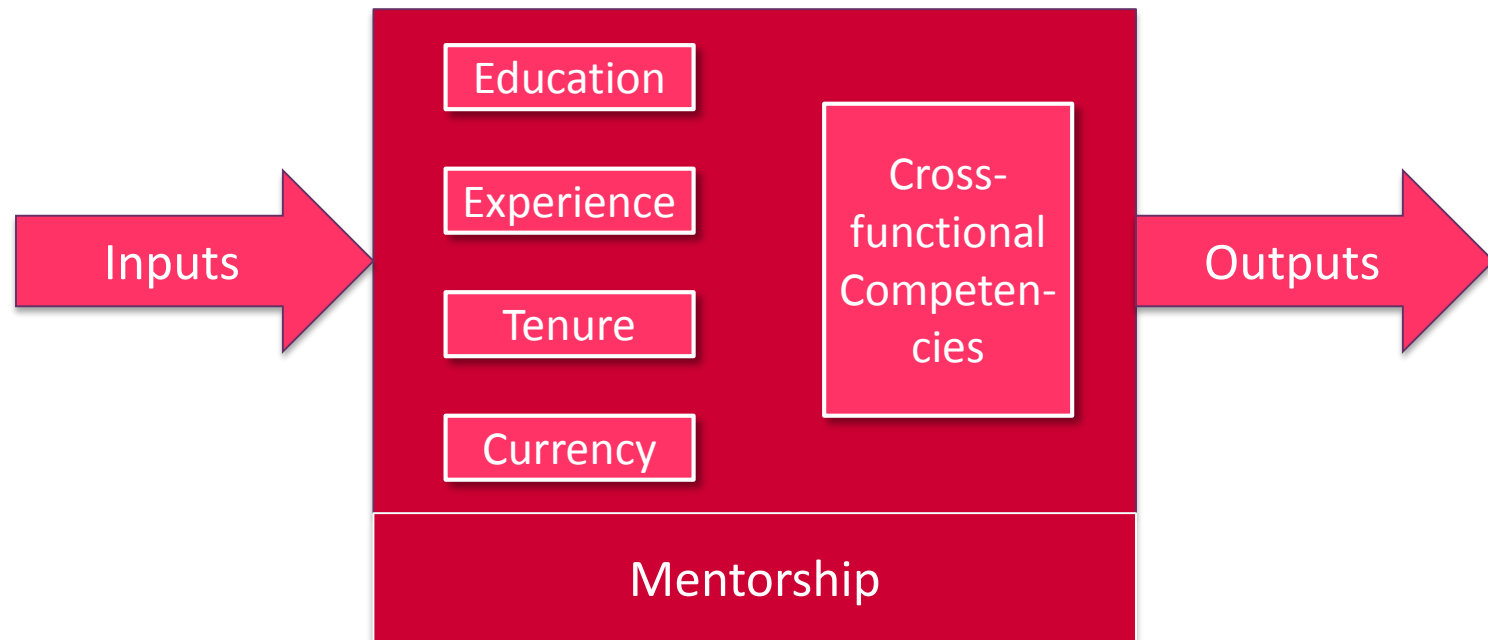 Inputs
Education
Experience
Tenure
Currency
Cross-
functional
Competen-
cies
Outputs
Mentorship